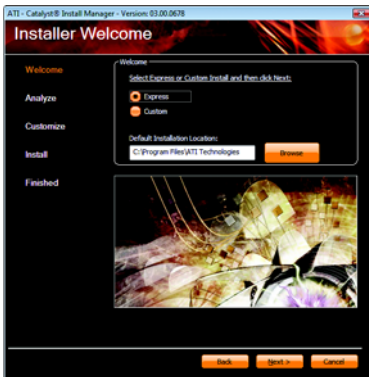 ATI - Catalyst® Install Manager - Version: 03.00.0678
Installer Welcome
Welcome
Analyze
Customize
Install
Finished
Welcome
Select Express or Custom Install and then click Next:
Express
Custom
Default Installation Location:
C:\Program Files\ATI Technologies
Browse
Back
Next >
Cancel